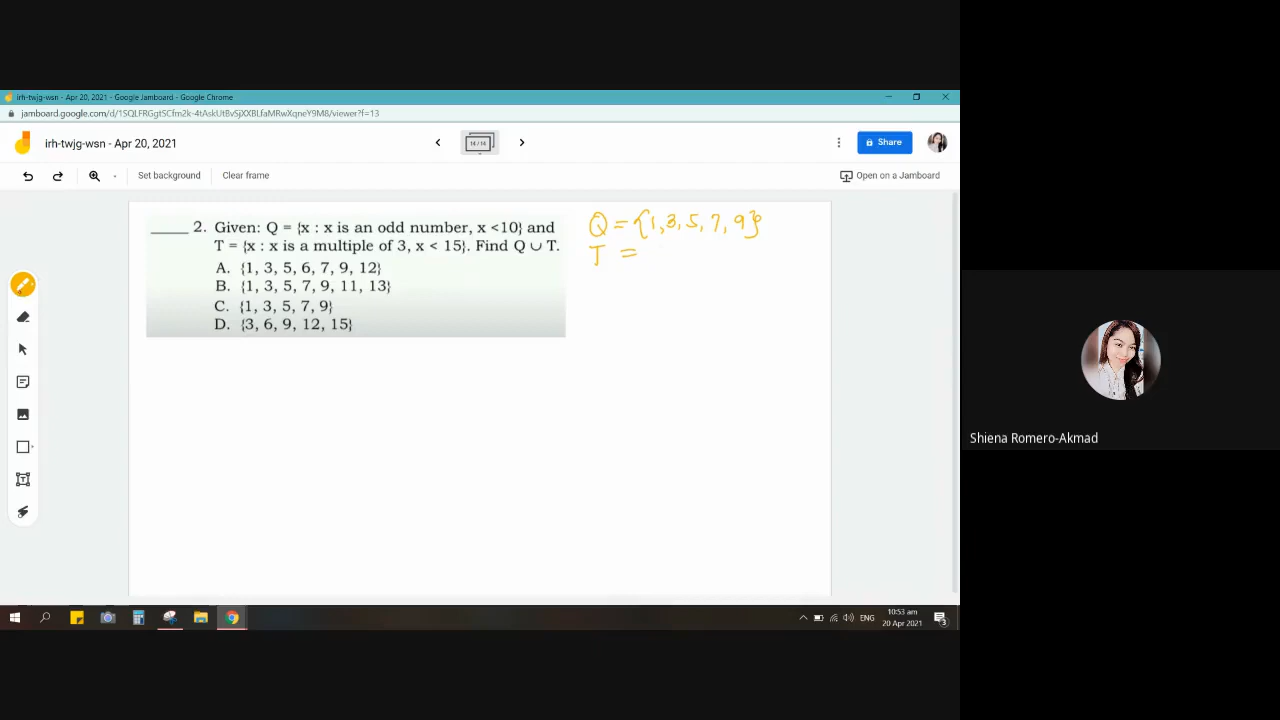 irh-twjg-wsn - Apr 20, 2021 - Google Jamboard - Google Chrome
irh-twjg-wsn - Apr 20, 2021
14 / 14
Share
Set background
Clear frame
Open on a Jamboard
_____ 2. Given: Q = {x : x is an odd number, x <10} and
T = {x : x is a multiple of 3, x < 15}. Find Q ∪ T.
A. {1, 3, 5, 6, 7, 9, 12}
B. {1, 3, 5, 7, 9, 11, 13}
C. {1, 3, 5, 7, 9}
D. {3, 6, 9, 12, 15}
Q = {1, 3, 5, 7, 9}
T =
Shiena Romero-Akmad
ENG
10:53 am
20 Apr 2021
3